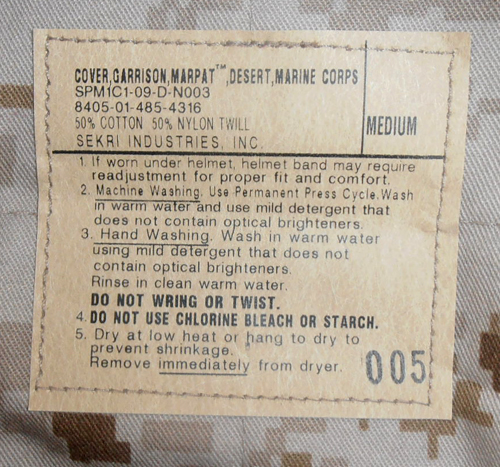 COVER,GARRISON,MARPAT™,DESERT,MARINE CORPS
SPM1C1-09-D-N003
8405-01-485-4316
50% COTTON 50% NYLON TWILL
SEKRI INDUSTRIES, INC.
MEDIUM
1. If worn under helmet, helmet band may require
readjustment for proper fit and comfort.
2. Machine Washing. Use Permanent Press Cycle. Wash
in warm water and use mild detergent that
does not contain optical brighteners.
3. Hand Washing. Wash in warm water
using mild detergent that does not
contain optical brighteners.
Rinse in clean warm water.
DO NOT WRING OR TWIST.
4. DO NOT USE CHLORINE BLEACH OR STARCH.
5. Dry at low heat or hang to dry to
prevent shrinkage.
Remove immediately from dryer.
005